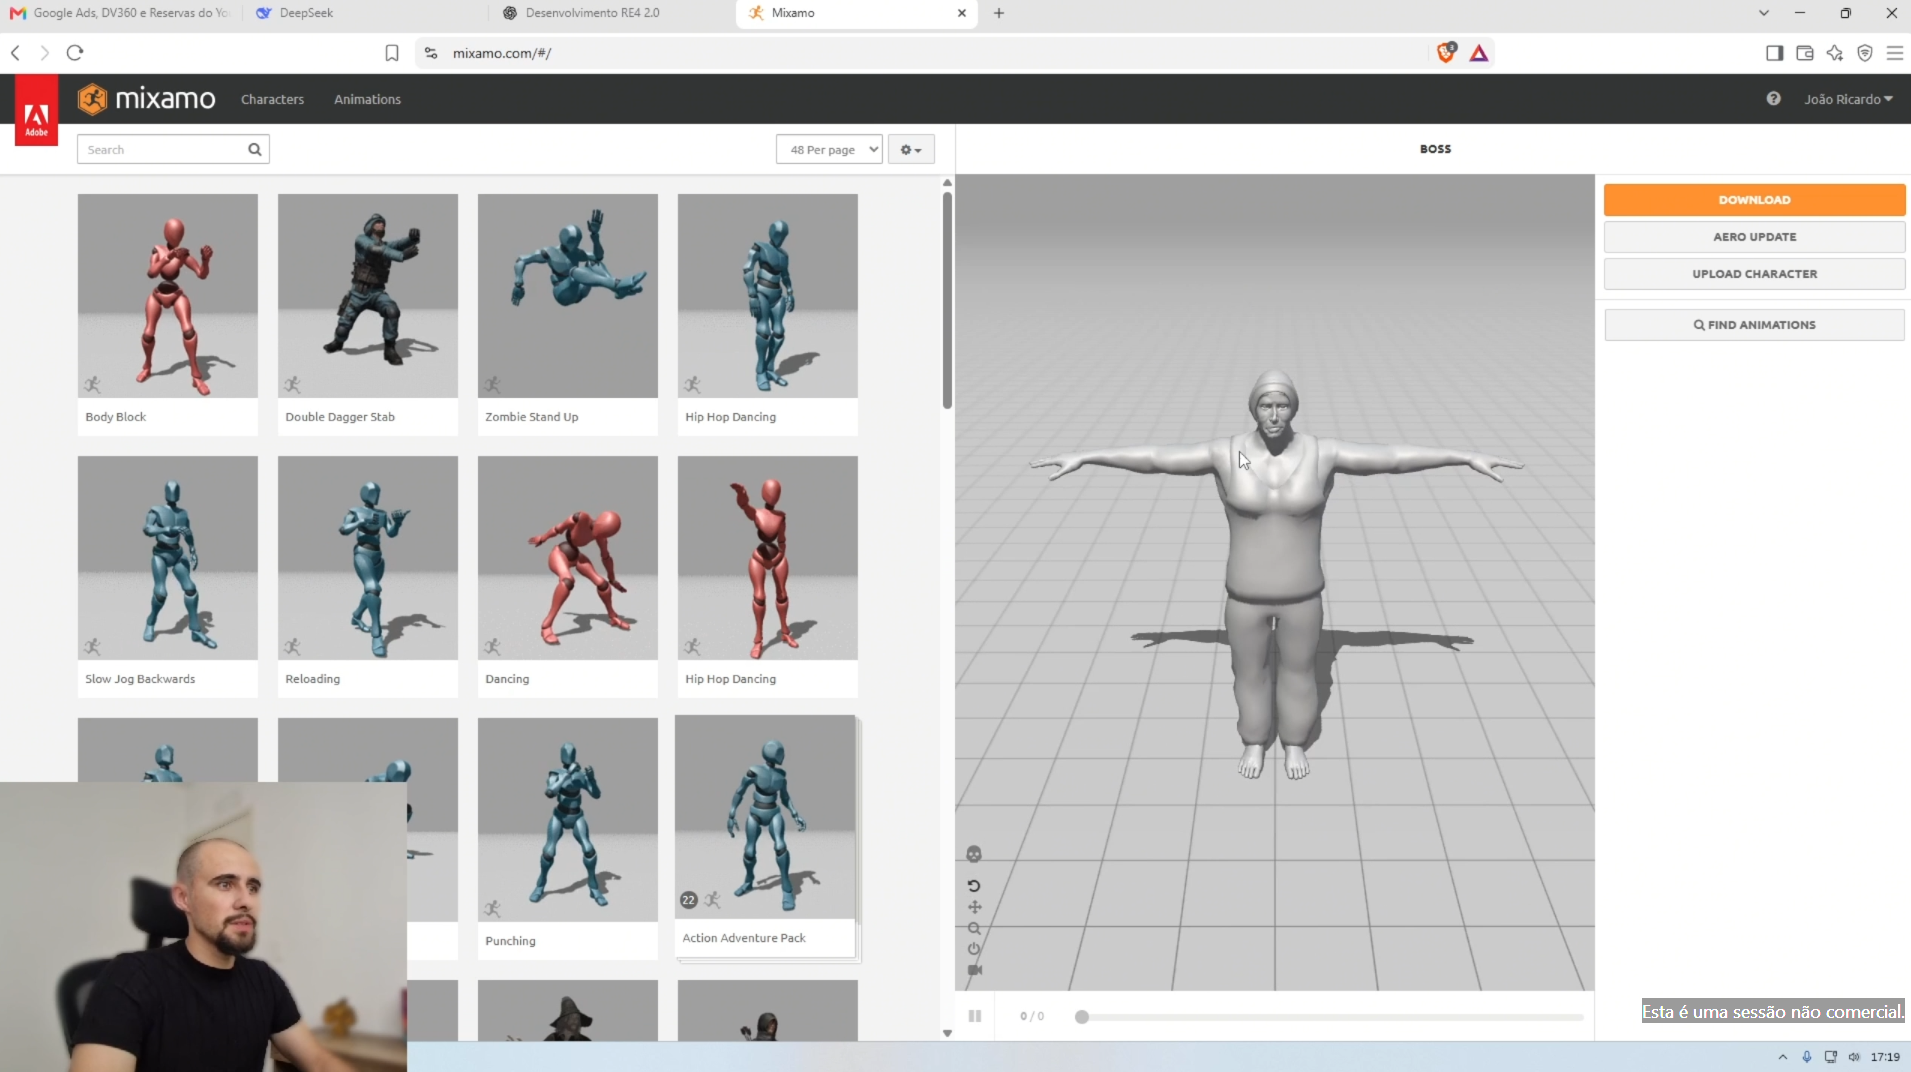 Google Ads, DV360 e Reservas do Yo
DeepSeek
Desenvolvimento RE4 2.0
Mixamo
mixamo.com/#/
3
Adobe
mixamo
Characters
Animations
João Ricardo
Search
48 Per page
BOSS
DOWNLOAD
AERO UPDATE
UPLOAD CHARACTER
FIND ANIMATIONS
Body Block
Double Dagger Stab
Zombie Stand Up
Hip Hop Dancing
Slow Jog Backwards
Reloading
Dancing
Hip Hop Dancing
Punching
22
Action Adventure Pack
0 / 0
Esta é uma sessão não comercial.
17:19